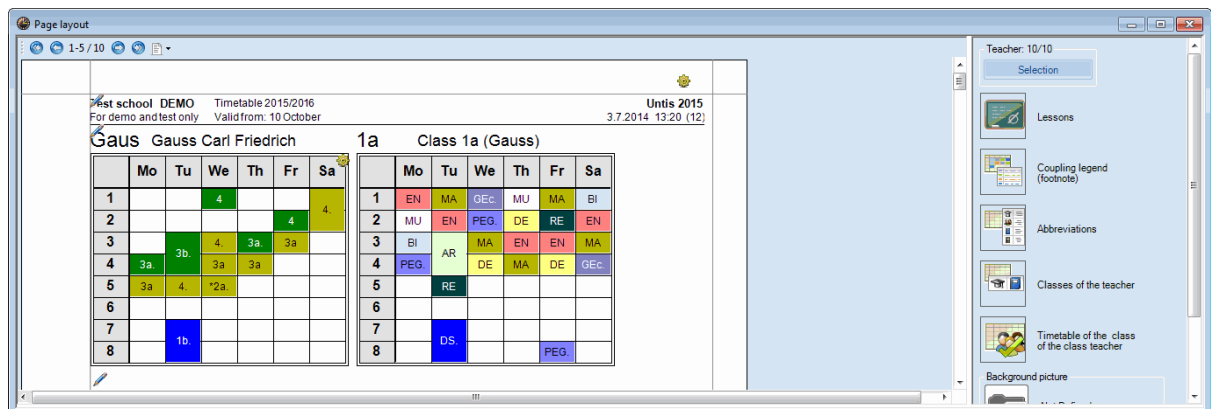 Page layout
1-5 / 10
Test school DEMO Timetable 2015/2016 Untis 2015
For demo and test only Valid from: 10 October 3.7.2014 13:20 (12)
Gaus Gauss Carl Friedrich 1a Class 1a (Gauss)
Mo Tu We Th Fr Sa Mo Tu We Th Fr Sa
1 4 4. 1 EN MA GEc. MU MA BI
2 4 2 MU EN PEG. DE RE EN
3 3b. 4. 3a. 3a 3 BI AR MA EN EN MA
4 3a. 3a 3a 4 PEG. DE MA DE GEc.
5 3a 4. *2a. 5 RE
6 6
7 1b. 7 DS.
8 8 PEG.
Teacher: 10/10
Selection
Lessons
Coupling legend
(footnote)
Abbreviations
Classes of the teacher
Timetable of the class
of the class teacher
Background picture